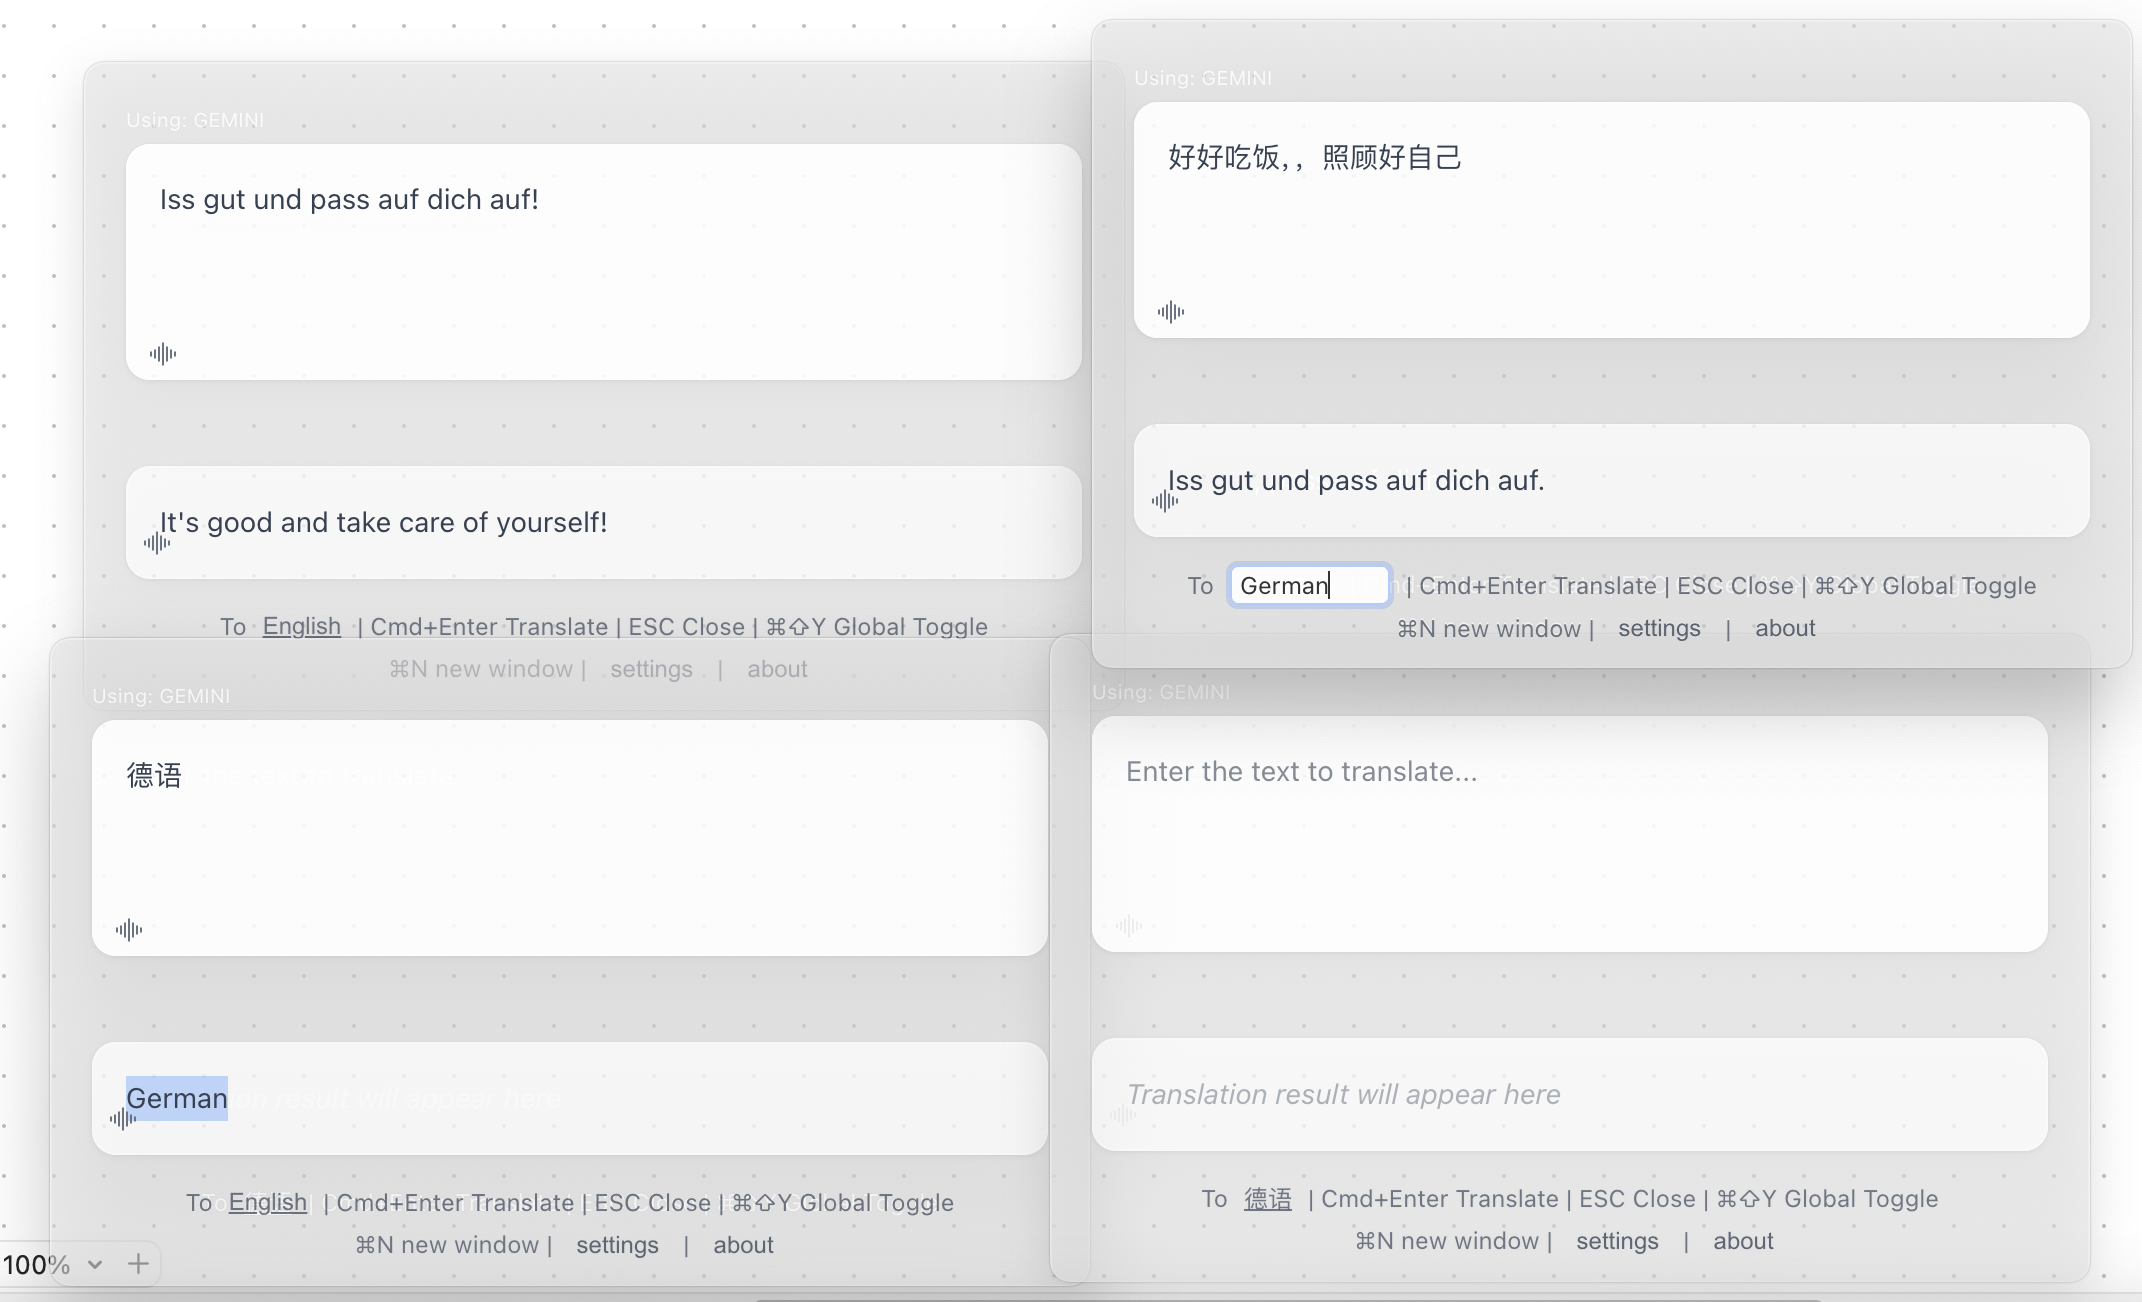 Using: GEMINI
Iss gut und pass auf dich auf!
It's good and take care of yourself!
To English | Cmd+Enter Translate | ESC Close | ⌘⇧Y Global Toggle
⌘N new window | settings | about
Using: GEMINI
好好吃饭,，照顾好自己
Iss gut und pass auf dich auf.
To German | Cmd+Enter Translate | ESC Close | ⌘⇧Y Global Toggle
⌘N new window | settings | about
Using: GEMINI
德语
German
To English | Cmd+Enter Translate | ESC Close | ⌘⇧Y Global Toggle
⌘N new window | settings | about
Using: GEMINI
Enter the text to translate...
Translation result will appear here
To 德语 | Cmd+Enter Translate | ESC Close | ⌘⇧Y Global Toggle
⌘N new window | settings | about
100%